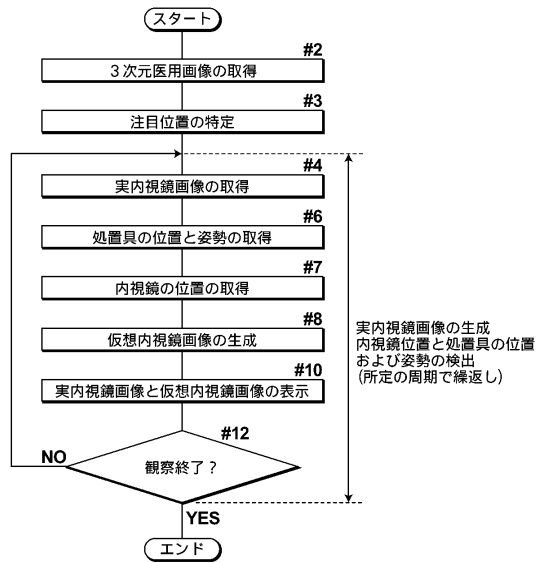 スタート
#2
3次元医用画像の取得
#3
注目位置の特定
#4
実内視鏡画像の取得
#6
処置具の位置と姿勢の取得
#7
内視鏡の位置の取得
#8
仮想内視鏡画像の生成
#10
実内視鏡画像と仮想内視鏡画像の表示
#12
観察終了？
NO
YES
エンド
実内視鏡画像の生成
内視鏡位置と処置具の位置
および姿勢の検出
(所定の周期で繰返し)